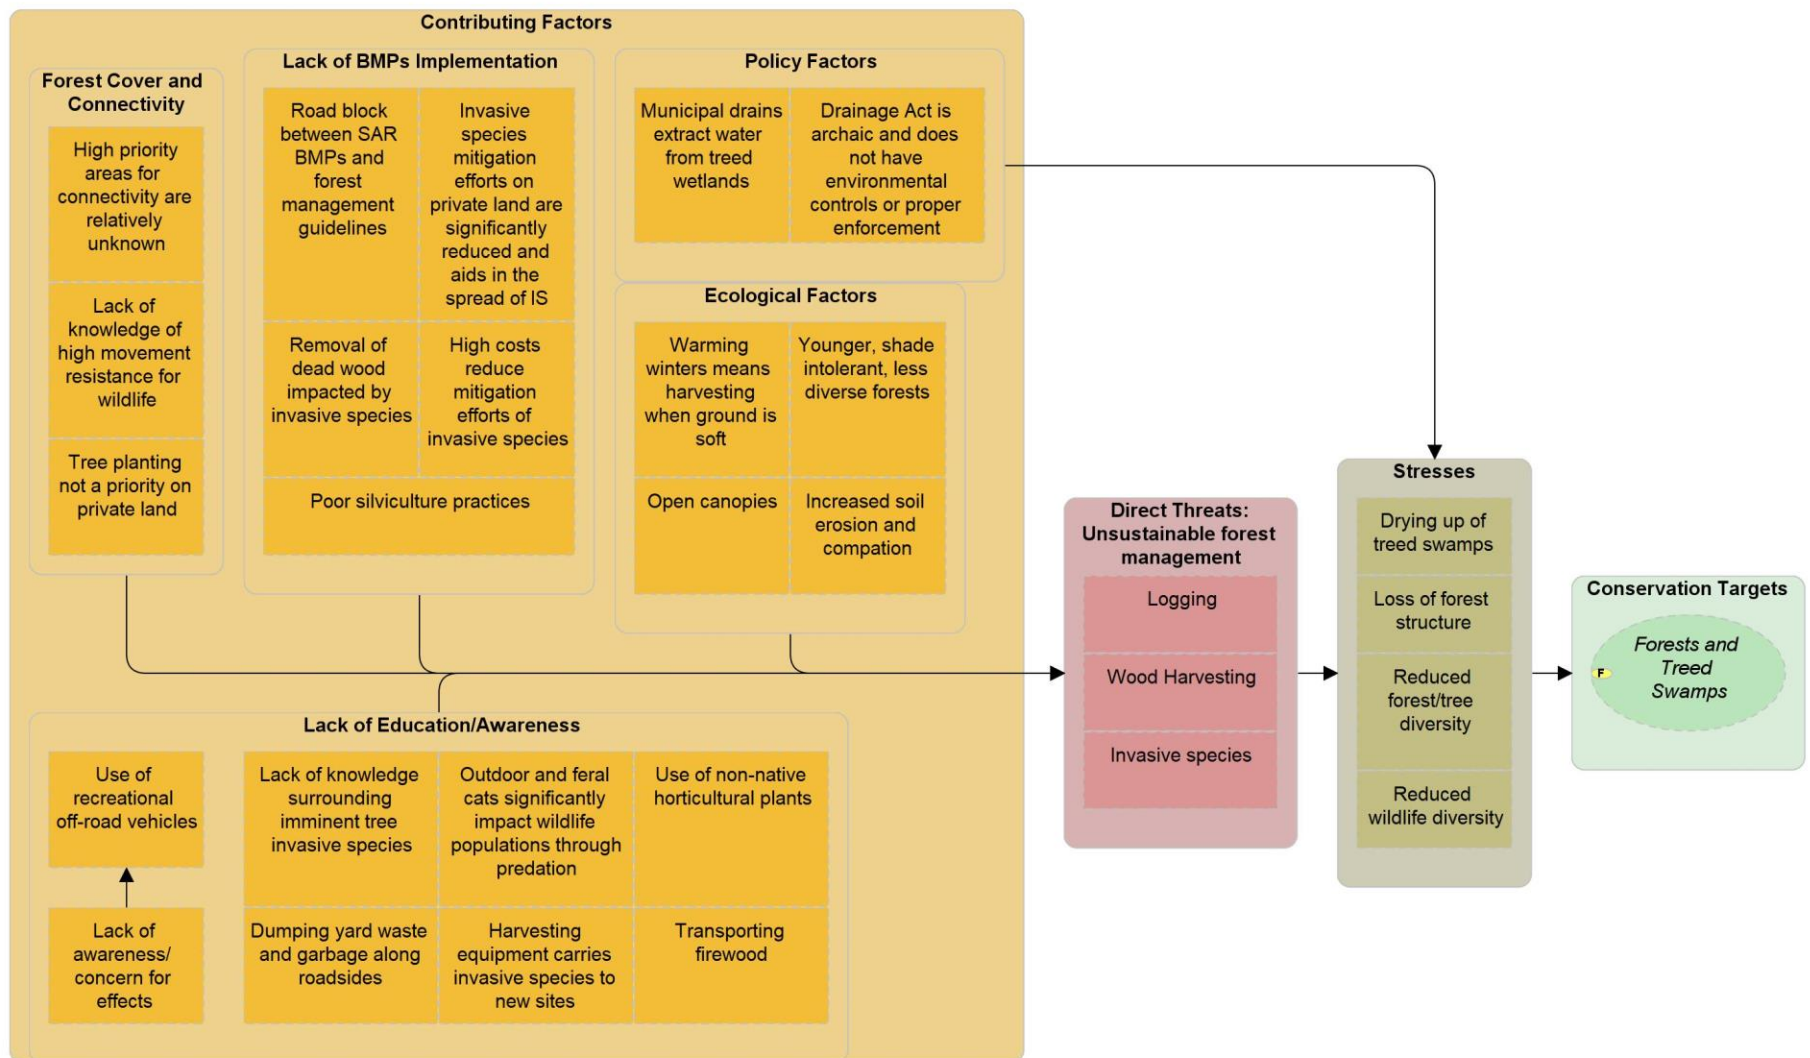 Contributing Factors
Forest Cover and
Connectivity
High priority
areas for
connectivity are
relatively
unknown
Lack of
knowledge of
high movement
resistance for
wildlife
Tree planting
not a priority on
private land
Lack of BMPs Implementation
Road block
between SAR
BMPs and
forest
management
guidelines
Invasive
species
mitigation
efforts on
private land are
significantly
reduced and
aids in the
spread of IS
Removal of
dead wood
impacted by
invasive species
High costs
reduce
mitigation
efforts of
invasive species
Poor silviculture practices
Policy Factors
Municipal drains
extract water
from treed
wetlands
Drainage Act is
archaic and does
not have
environmental
controls or proper
enforcement
Ecological Factors
Warming
winters means
harvesting
when ground is
soft
Younger, shade
intolerant, less
diverse forests
Open canopies
Increased soil
erosion and
compation
Lack of Education/Awareness
Use of
recreational
off-road vehicles
Lack of
awareness/
concern for
effects
Lack of knowledge
surrounding
imminent tree
invasive species
Outdoor and feral
cats significantly
impact wildlife
populations through
predation
Use of non-native
horticultural plants
Dumping yard waste
and garbage along
roadsides
Harvesting
equipment carries
invasive species to
new sites
Transporting
firewood
Direct Threats:
Unsustainable forest
management
Logging
Wood Harvesting
Invasive species
Stresses
Drying up of
treed swamps
Loss of forest
structure
Reduced
forest/tree
diversity
Reduced
wildlife diversity
Conservation Targets
Forests and
Treed
Swamps
F